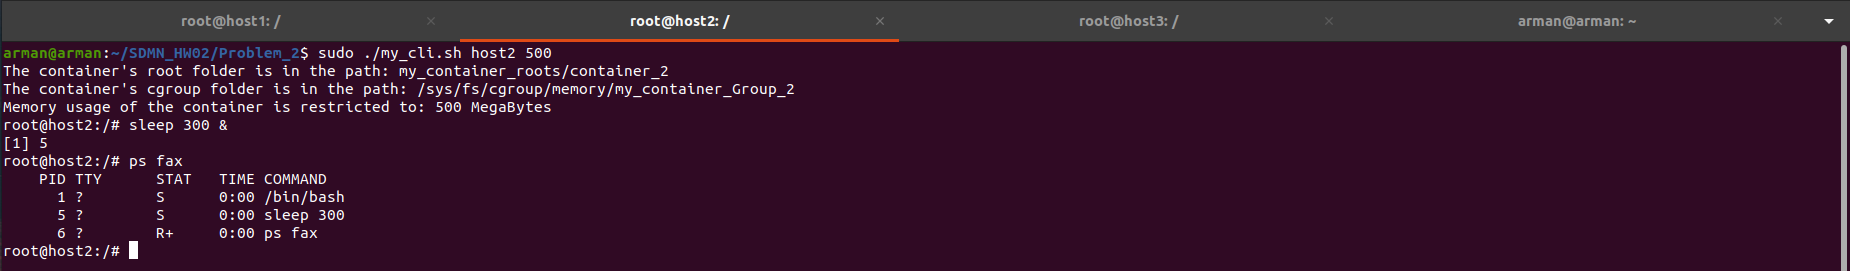 root@host1: / × root@host2: / × root@host3: / × arman@arman: ~ ×
arman@arman:~/SDMN_HW02/Problem_2$ sudo ./my_cli.sh host2 500
The container's root folder is in the path: my_container_roots/container_2
The container's cgroup folder is in the path: /sys/fs/cgroup/memory/my_container_Group_2
Memory usage of the container is restricted to: 500 MegaBytes
root@host2:/# sleep 300 &
[1] 5
root@host2:/# ps fax
    PID TTY      STAT   TIME COMMAND
      1 ?        S      0:00 /bin/bash
      5 ?        S      0:00 sleep 300
      6 ?        R+     0:00 ps fax
root@host2:/#